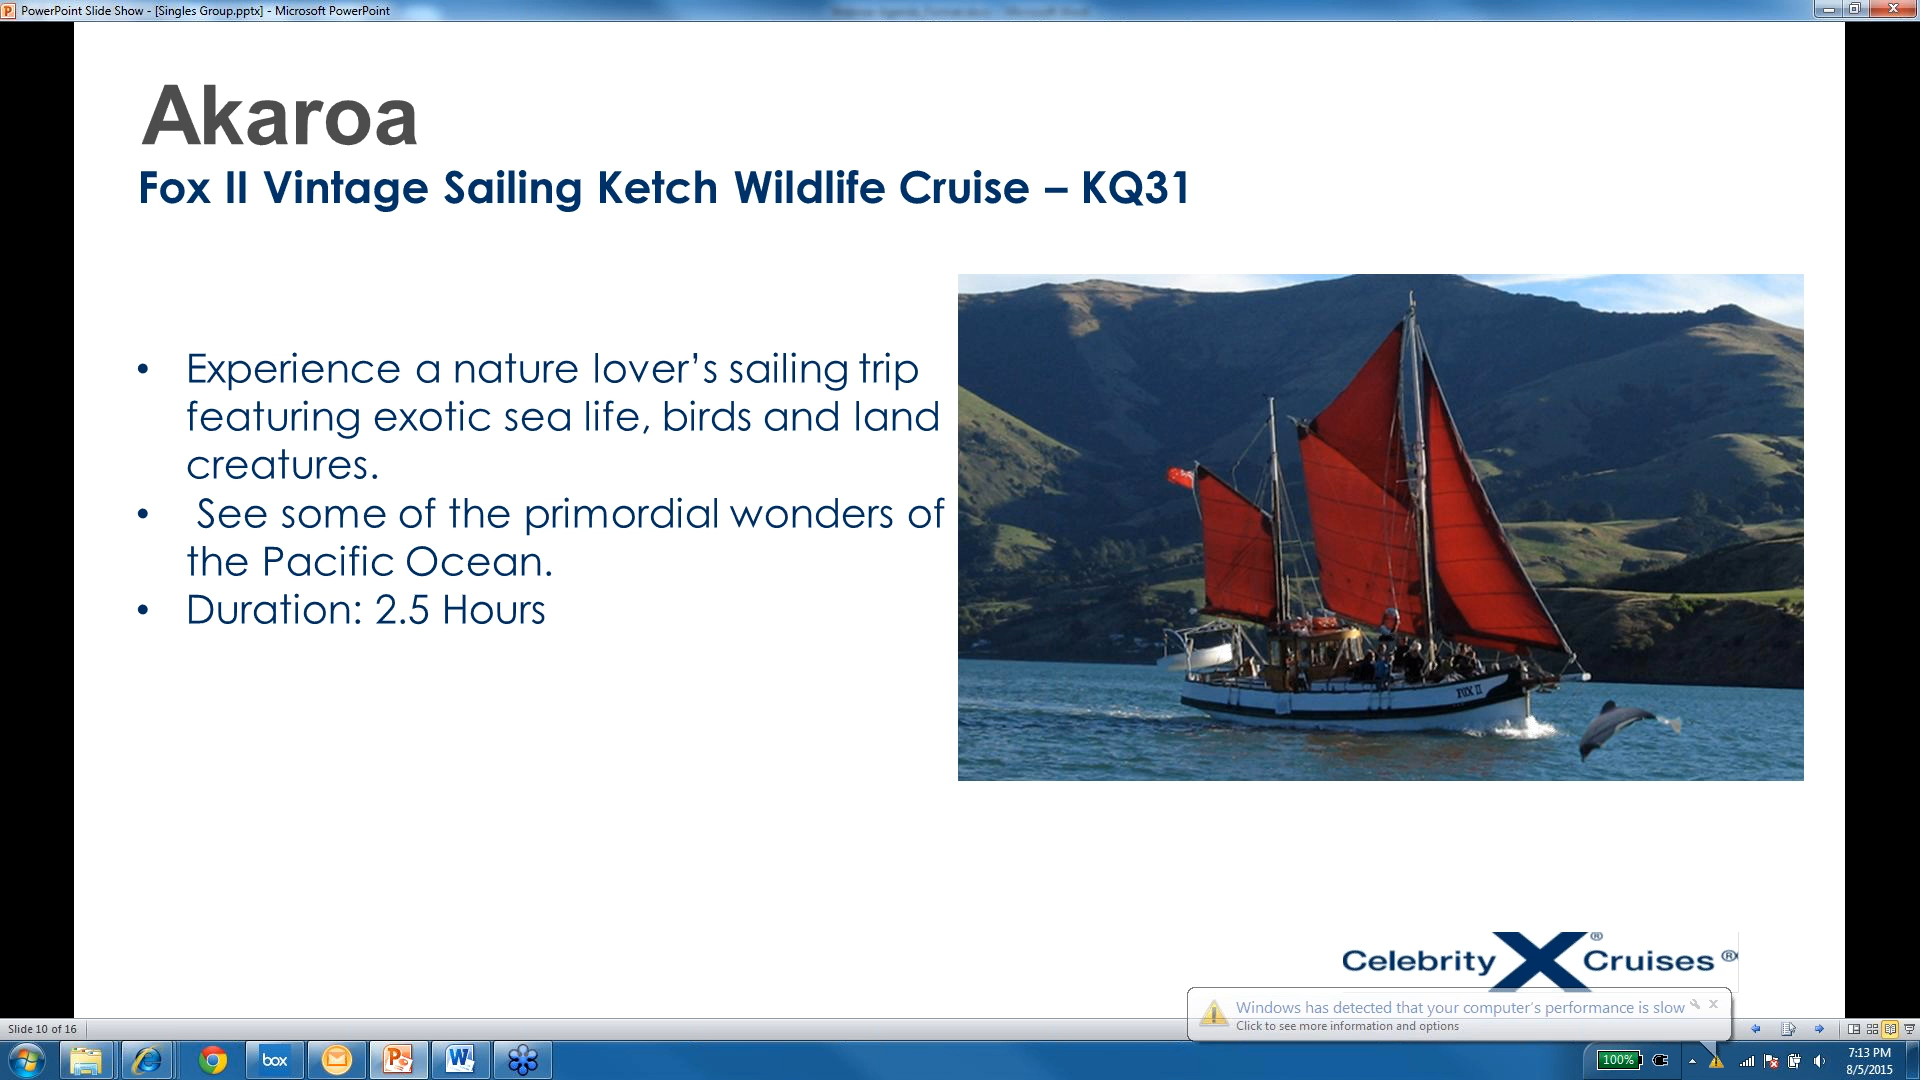 PowerPoint Slide Show - [Singles Group.pptx] - Microsoft PowerPoint
Akaroa
Fox II Vintage Sailing Ketch Wildlife Cruise – KQ31
• Experience a nature lover’s sailing trip
featuring exotic sea life, birds and land
creatures.
• See some of the primordial wonders of
the Pacific Ocean.
• Duration: 2.5 Hours
FOX II
Celebrity X® Cruises®
Windows has detected that your computer's performance is slow
Click to see more information and options
Slide 10 of 16
box
100%
7:13 PM
8/5/2015